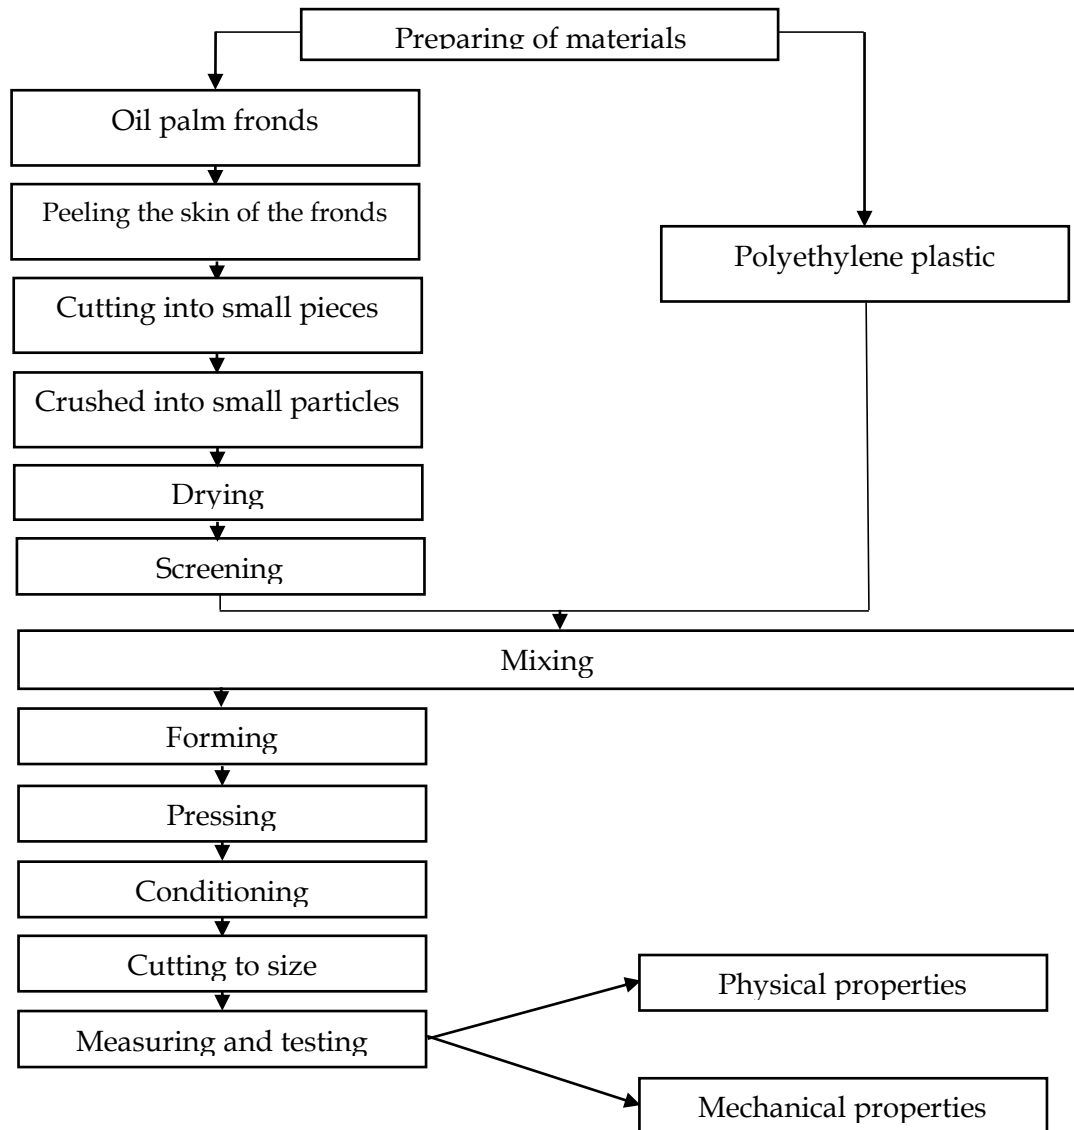 Preparing of materials
Oil palm fronds
Peeling the skin of the fronds
Polyethylene plastic
Cutting into small pieces
Crushed into small particles
Drying
Screening
Mixing
Forming
Pressing
Conditioning
Cutting to size
Physical properties
Measuring and testing
Mechanical properties